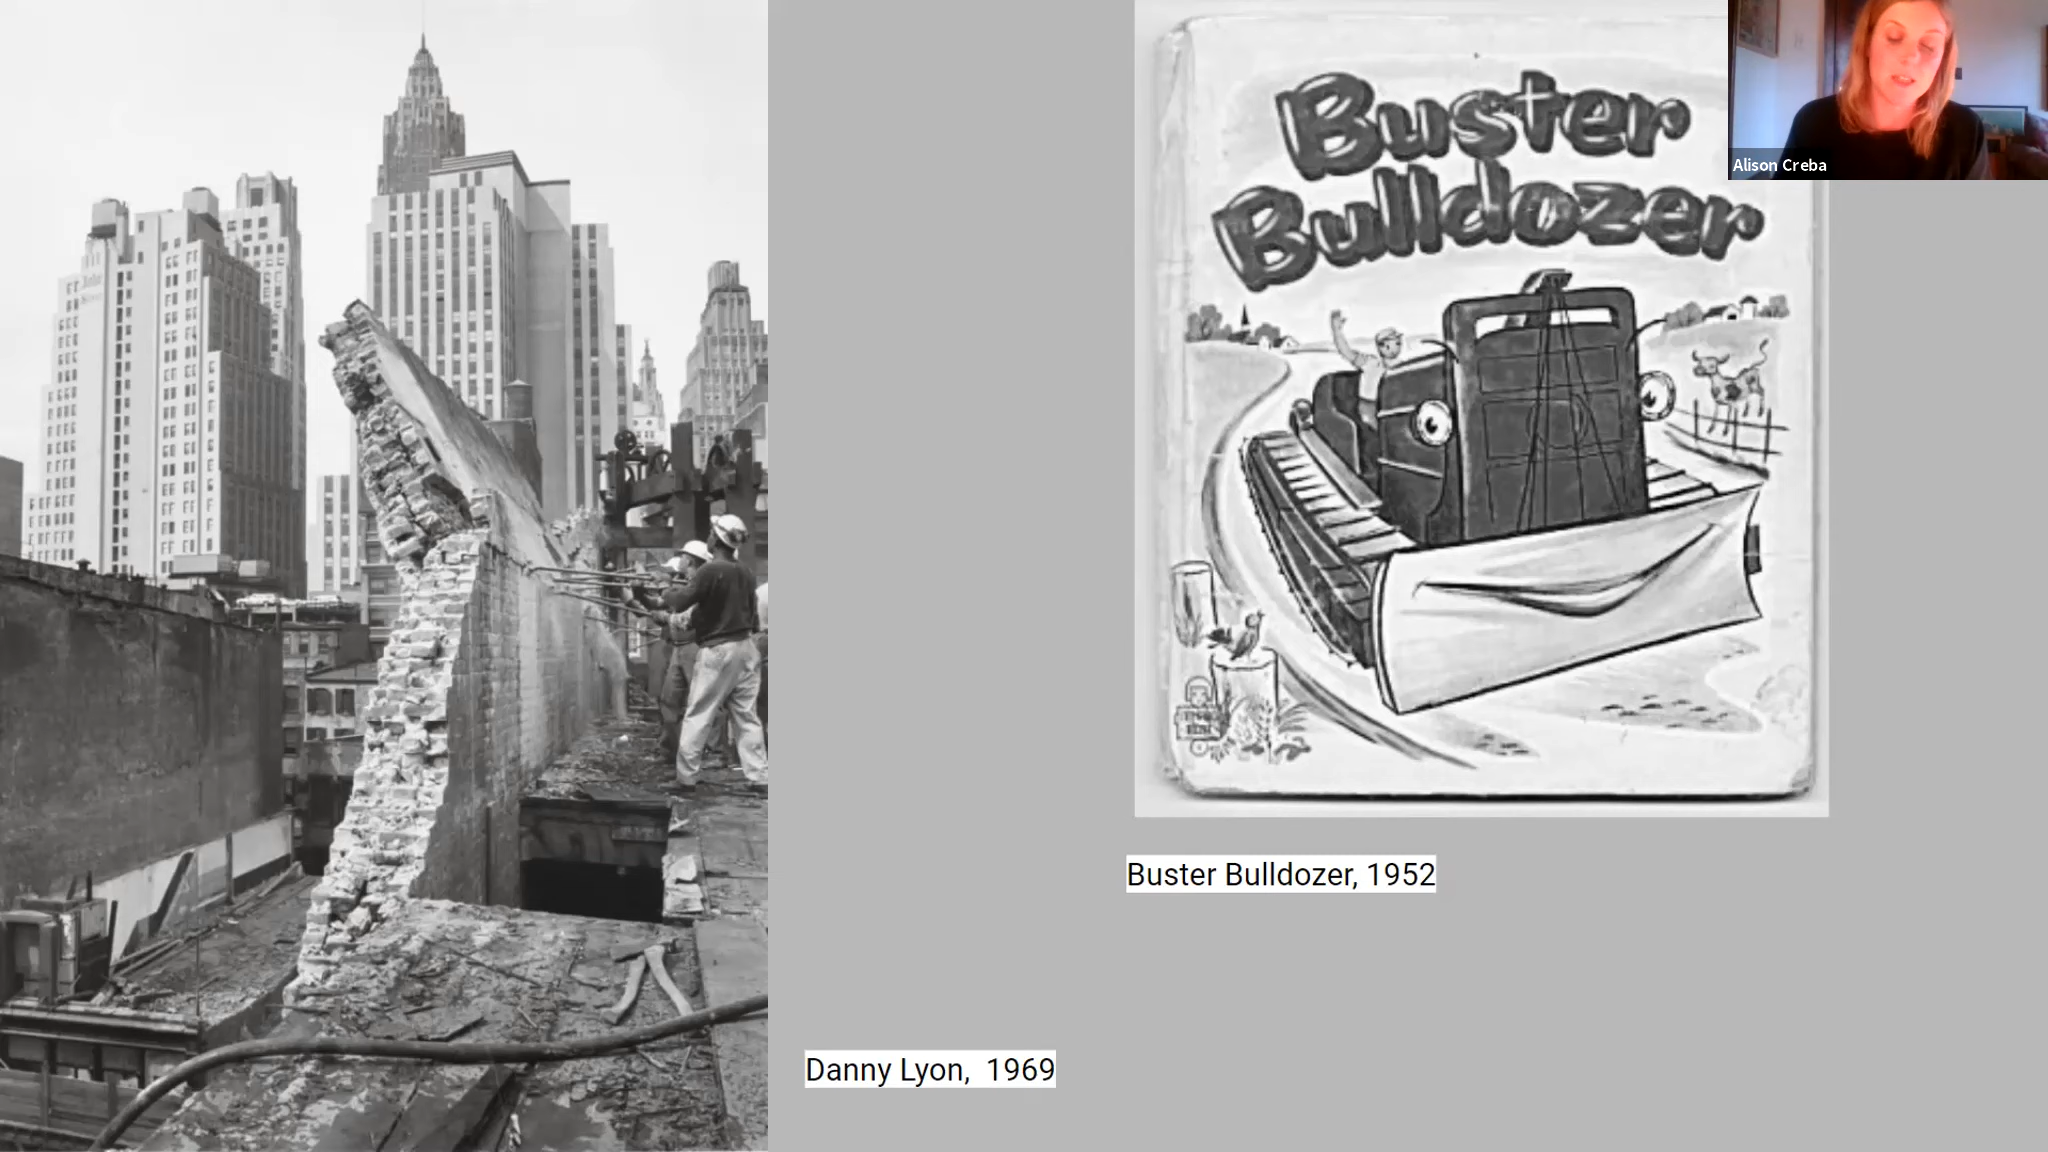 Buster
Bulldozer
Alison Creba
Buster Bulldozer, 1952
Danny Lyon, 1969